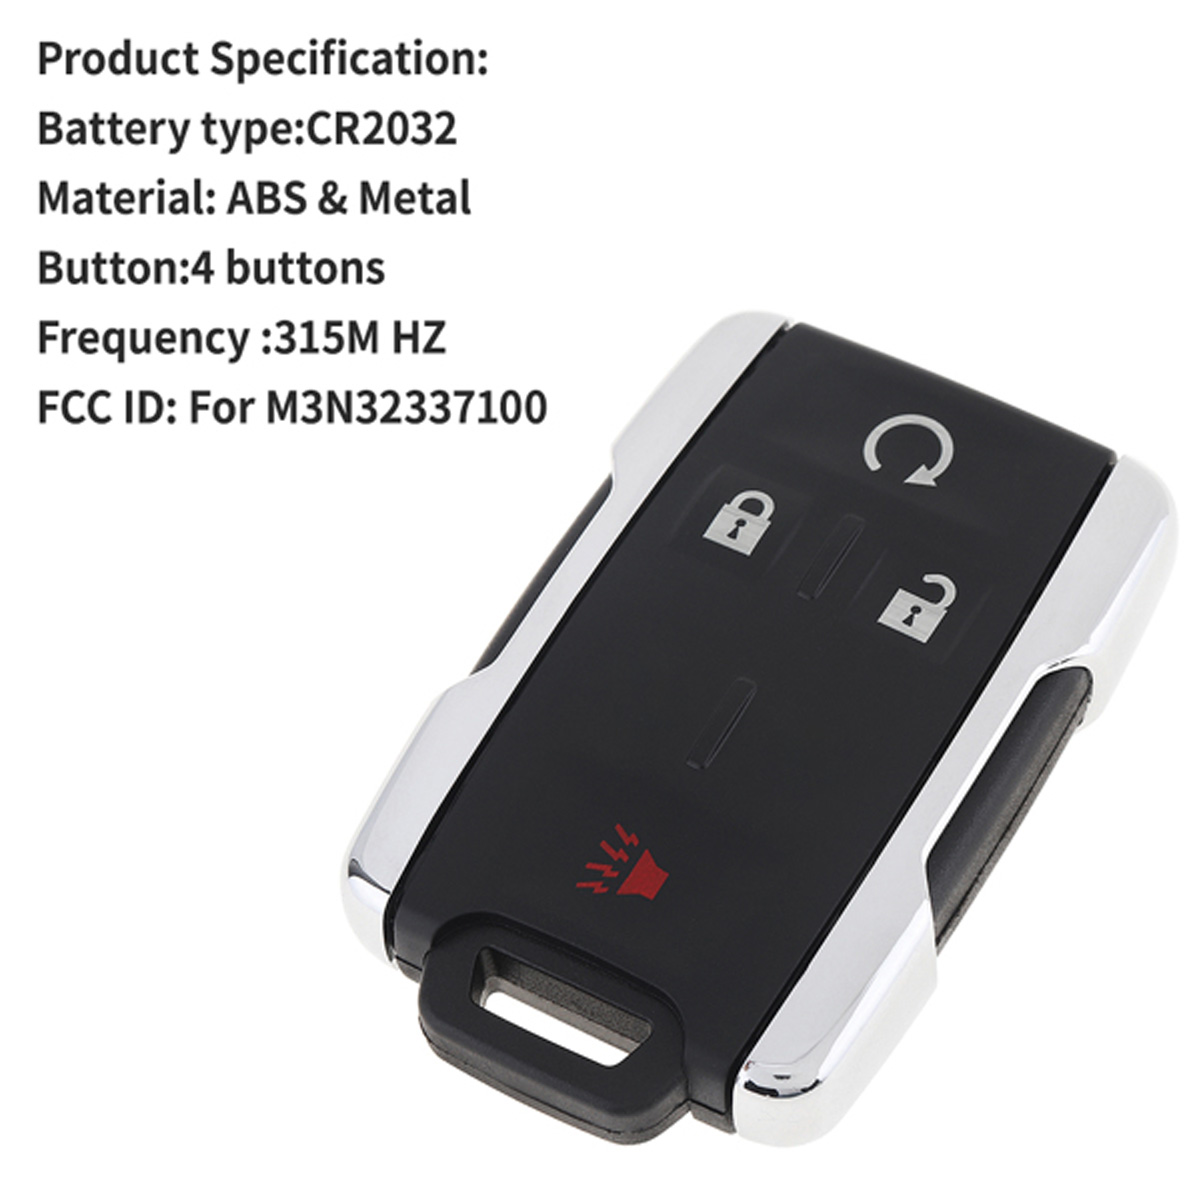 Product Specification:
Battery type:CR2032
Material: ABS & Metal
Button:4 buttons
Frequency :315M HZ
FCC ID: For M3N32337100